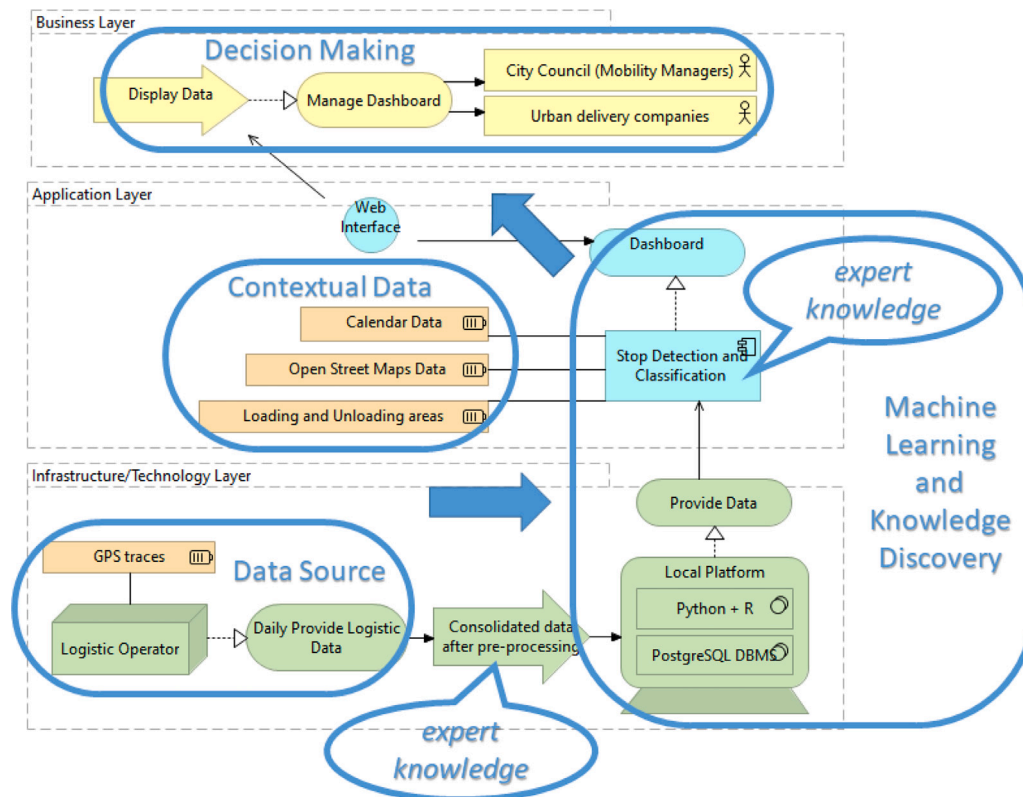 Business Layer
Decision Making
Display Data
Manage Dashboard
City Council (Mobility Managers)
Urban delivery companies
Application Layer
Web
Interface
Dashboard
expert
knowledge
Contextual Data
Calendar Data
Open Street Maps Data
Loading and Unloading areas
Stop Detection and
Classification
Machine
Learning
and
Knowledge
Discovery
Infrastructure/Technology Layer
Provide Data
GPS traces
Data Source
Logistic Operator
Daily Provide Logistic
Data
Consolidated data
after pre-processing
Local Platform
Python + R
PostgreSQL DBMS
expert
knowledge